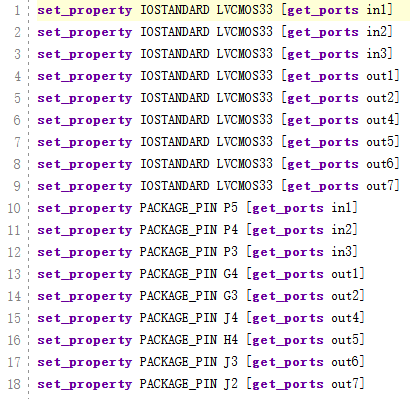 1 set_property IOSTANDARD LVCMOS33 [get_ports in1]
2 set_property IOSTANDARD LVCMOS33 [get_ports in2]
3 set_property IOSTANDARD LVCMOS33 [get_ports in3]
4 set_property IOSTANDARD LVCMOS33 [get_ports out1]
5 set_property IOSTANDARD LVCMOS33 [get_ports out2]
6 set_property IOSTANDARD LVCMOS33 [get_ports out4]
7 set_property IOSTANDARD LVCMOS33 [get_ports out5]
8 set_property IOSTANDARD LVCMOS33 [get_ports out6]
9 set_property IOSTANDARD LVCMOS33 [get_ports out7]
10 set_property PACKAGE_PIN P5 [get_ports in1]
11 set_property PACKAGE_PIN P4 [get_ports in2]
12 set_property PACKAGE_PIN P3 [get_ports in3]
13 set_property PACKAGE_PIN G4 [get_ports out1]
14 set_property PACKAGE_PIN G3 [get_ports out2]
15 set_property PACKAGE_PIN J4 [get_ports out4]
16 set_property PACKAGE_PIN H4 [get_ports out5]
17 set_property PACKAGE_PIN J3 [get_ports out6]
18 set_property PACKAGE_PIN J2 [get_ports out7]